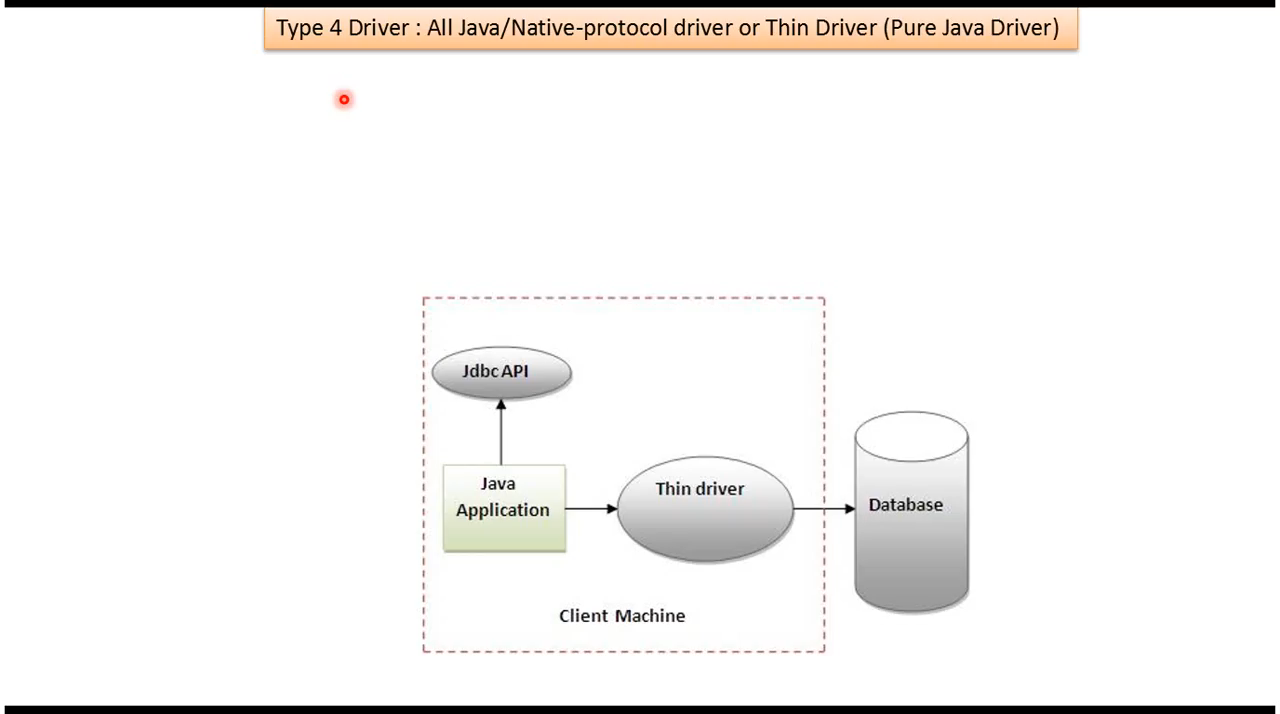 Type 4 Driver : All Java/Native-protocol driver or Thin Driver (Pure Java Driver)
Jdbc API
Java
Application
Thin driver
Database
Client Machine